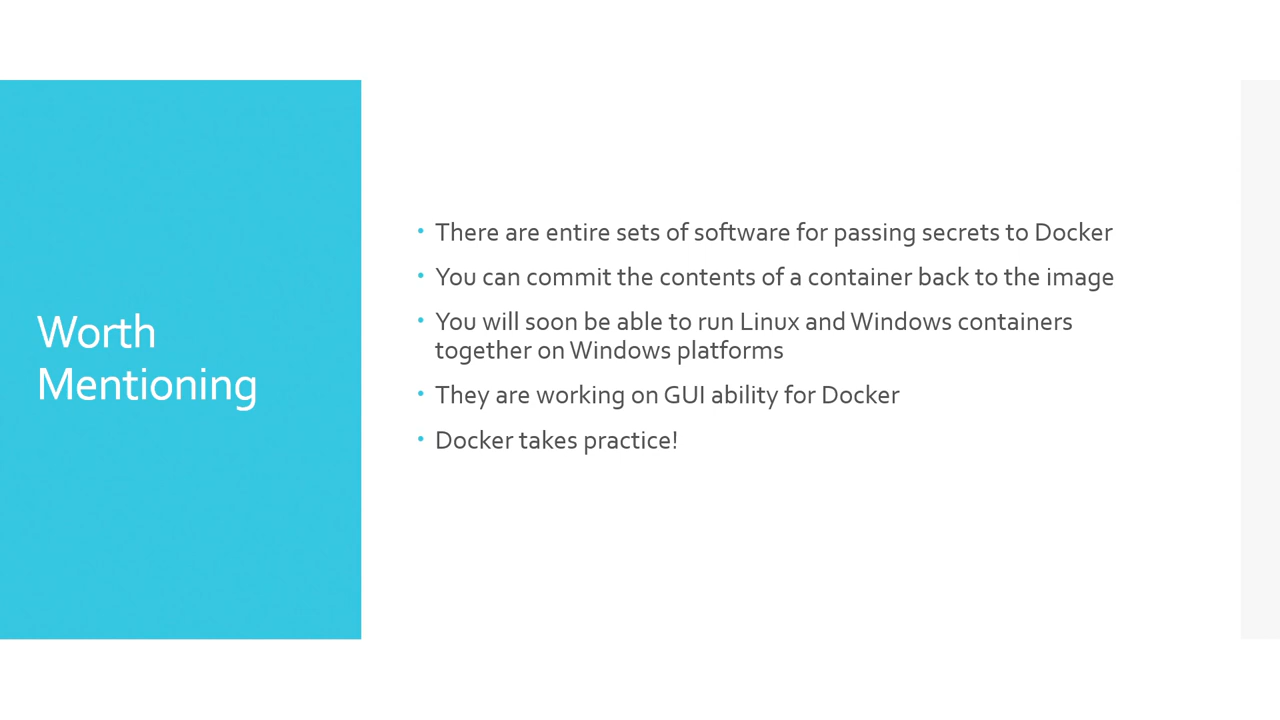 Worth
Mentioning
• There are entire sets of software for passing secrets to Docker
• You can commit the contents of a container back to the image
• You will soon be able to run Linux and Windows containers
together on Windows platforms
• They are working on GUI ability for Docker
• Docker takes practice!